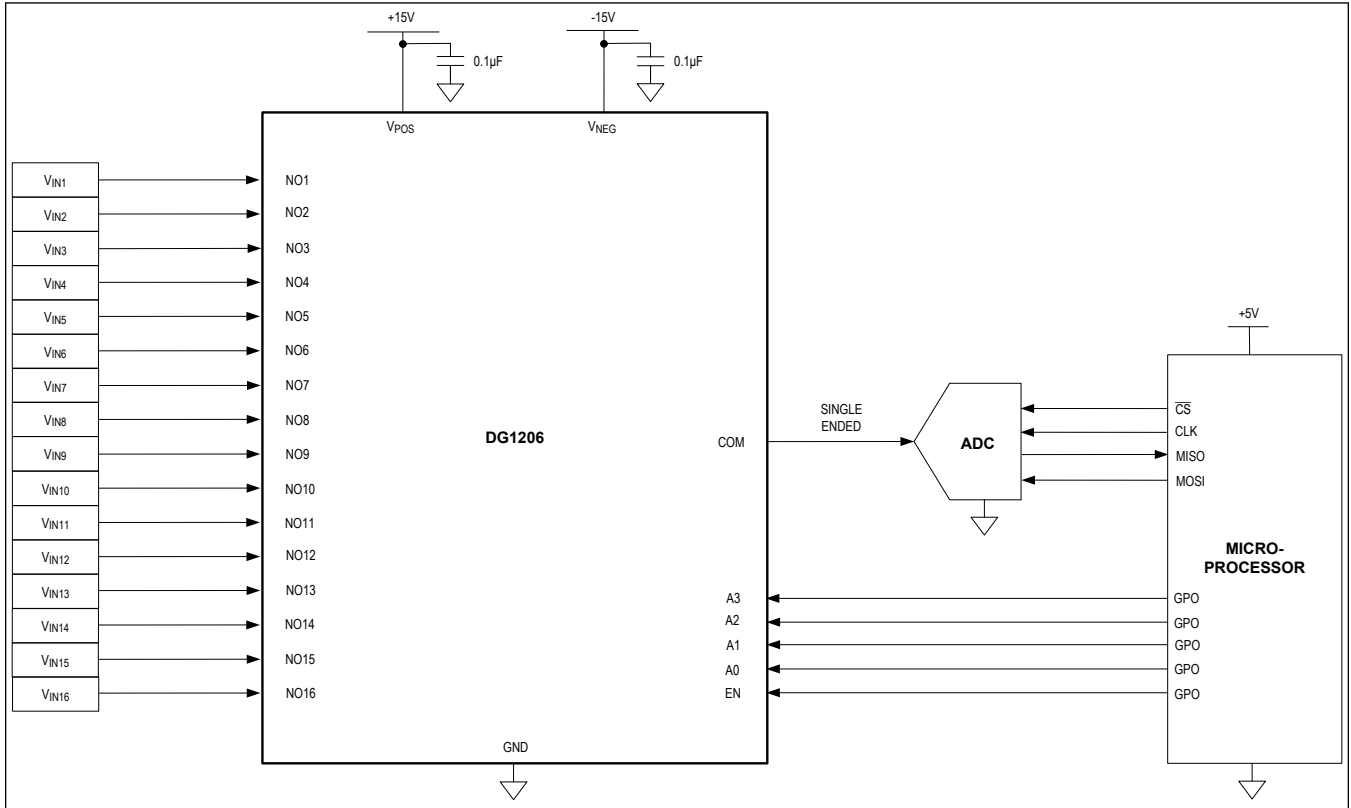 +15V
-15V
0.1µF
0.1µF
VPOS
VNEG
VIN1
NO1
VIN2
NO2
VIN3
NO3
VIN4
NO4
VIN5
NO5
VIN6
NO6
VIN7
NO7
VIN8
NO8
VIN9
NO9
VIN10
NO10
VIN11
NO11
VIN12
NO12
VIN13
NO13
VIN14
NO14
VIN15
NO15
VIN16
NO16
DG1206
COM
A3
A2
A1
A0
EN
GND
SINGLE
ENDED
ADC
+5V
CS
CLK
MISO
MOSI
MICRO-
PROCESSOR
GPO
GPO
GPO
GPO
GPO